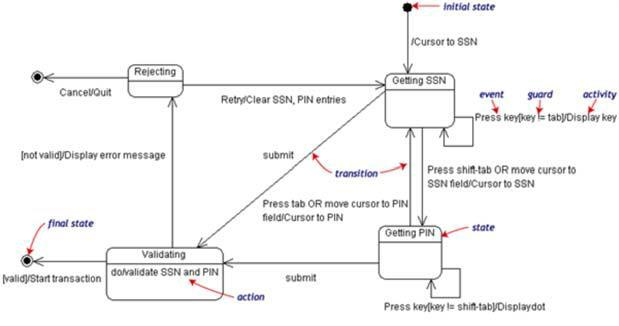 initial state
/Cursor to SSN
Rejecting
Getting SSN
Cancel/Quit
Retry/Clear SSN, PIN entries
event guard activity
Press key[key != tab]/Display key
[not valid]/Display error message
submit
transition
Press shift-tab OR move cursor to
SSN field/Cursor to SSN
Press tab OR move cursor to PIN
field/Cursor to PIN
final state
Getting PIN
state
Validating
do/validate SSN and PIN
[valid]/Start transaction
submit
action
Press key[key != shift-tab]/Displaydot